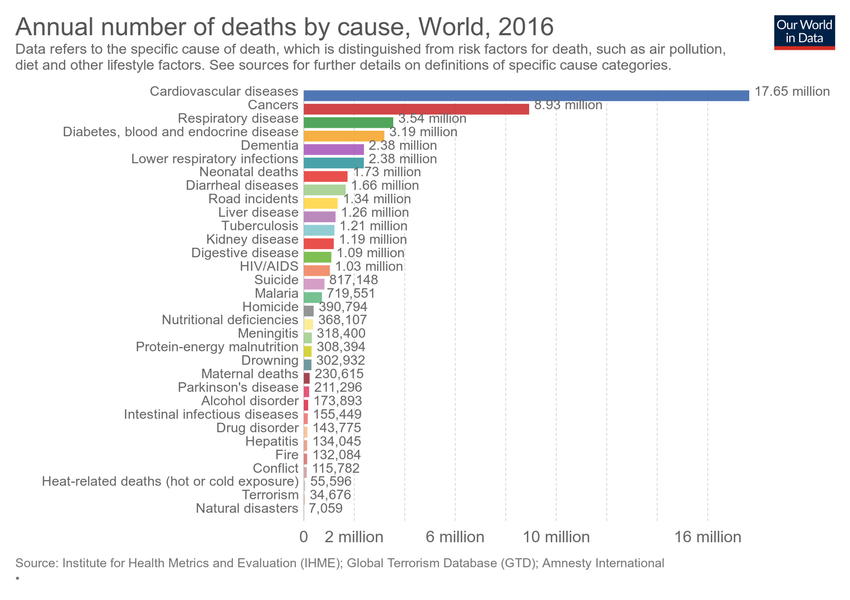 Annual number of deaths by cause, World, 2016
Our World
in Data
Data refers to the specific cause of death, which is distinguished from risk factors for death, such as air pollution,
diet and other lifestyle factors. See sources for further details on definitions of specific cause categories.
Cardiovascular diseases 17.65 million
Cancers 8.93 million
Respiratory disease 3.54 million
Diabetes, blood and endocrine disease 3.19 million
Dementia 2.38 million
Lower respiratory infections 2.38 million
Neonatal deaths 1.73 million
Diarrheal diseases 1.66 million
Road incidents 1.34 million
Liver disease 1.26 million
Tuberculosis 1.21 million
Kidney disease 1.19 million
Digestive disease 1.09 million
HIV/AIDS 1.03 million
Suicide 817,148
Malaria 719,551
Homicide 390,794
Nutritional deficiencies 368,107
Meningitis 318,400
Protein-energy malnutrition 308,394
Drowning 302,932
Maternal deaths 230,615
Parkinson's disease 211,296
Alcohol disorder 173,893
Intestinal infectious diseases 155,449
Drug disorder 143,775
Hepatitis 134,045
Fire 132,084
Conflict 115,782
Heat-related deaths (hot or cold exposure) 55,596
Terrorism 34,676
Natural disasters 7,059
0 2 million 6 million 10 million 16 million
Source: Institute for Health Metrics and Evaluation (IHME); Global Terrorism Database (GTD); Amnesty International
•